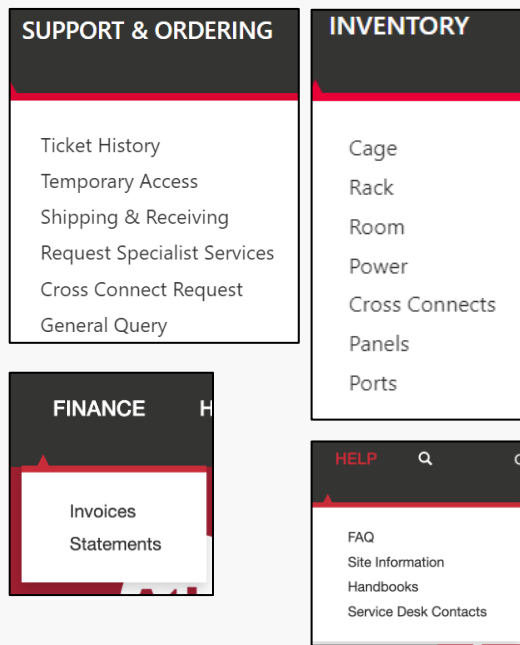 SUPPORT & ORDERING
Ticket History
Temporary Access
Shipping & Receiving
Request Specialist Services
Cross Connect Request
General Query
INVENTORY
Cage
Rack
Room
Power
Cross Connects
Panels
Ports
FINANCE
Invoices
Statements
HELP
FAQ
Site Information
Handbooks
Service Desk Contacts